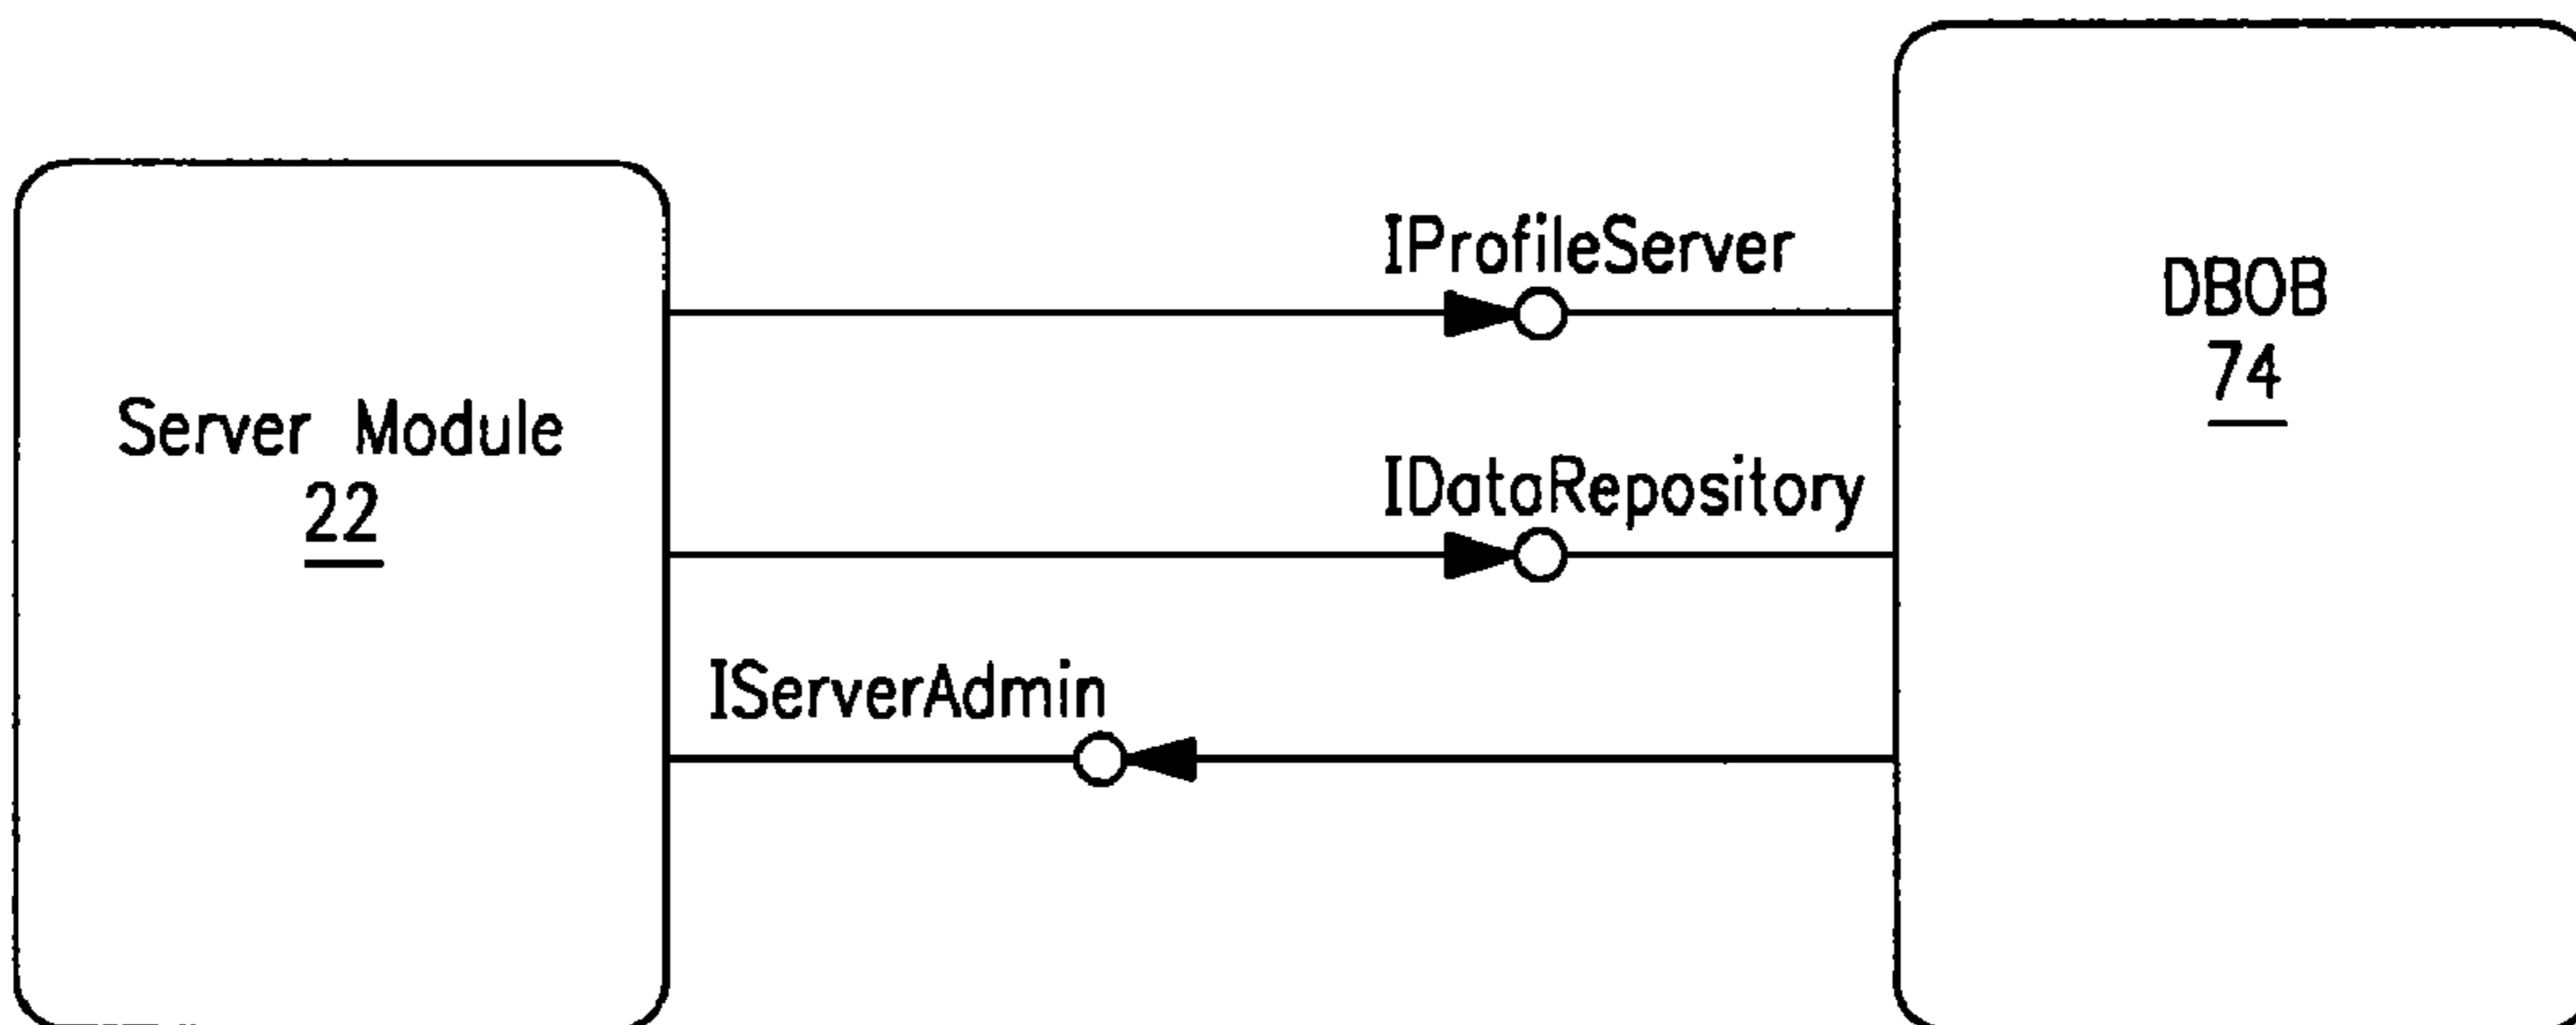 IProfileServer
DBOB
74
Server Module
22
IDataRepository
IServerAdmin